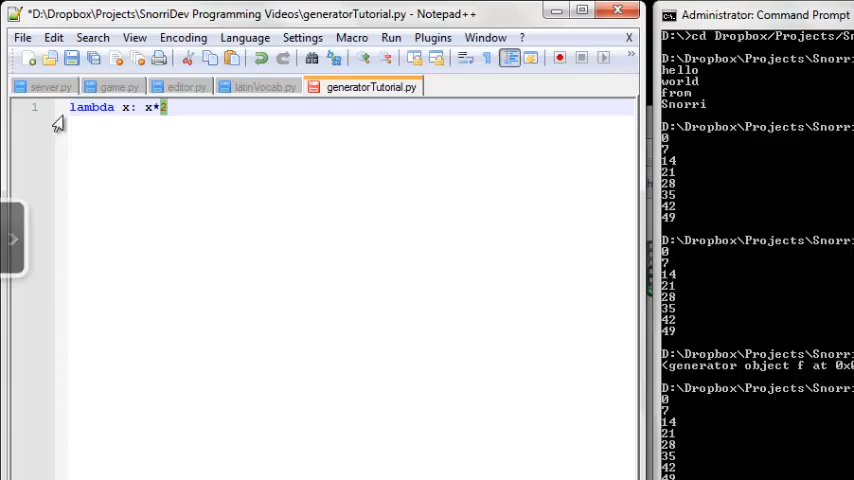 *D:\Dropbox\Projects\SnorriDev Programming Videos\generatorTutorial.py - Notepad++
File Edit Search View Encoding Language Settings Macro Run Plugins Window ? X
server.py game.py editor.py latinVocab.py generatorTutorial.py
1 lambda x: x*2
Administrator: Command Prompt
D:\>cd Dropbox/Projects/Sn
D:\Dropbox\Projects\Snorri
hello
world
from
Snorri
D:\Dropbox\Projects\Snorri
0
7
14
21
28
35
42
49
D:\Dropbox\Projects\Snorri
0
7
14
21
28
35
42
49
D:\Dropbox\Projects\Snorri
<generator object f at 0x0
D:\Dropbox\Projects\Snorri
0
7
14
21
28
35
42
49